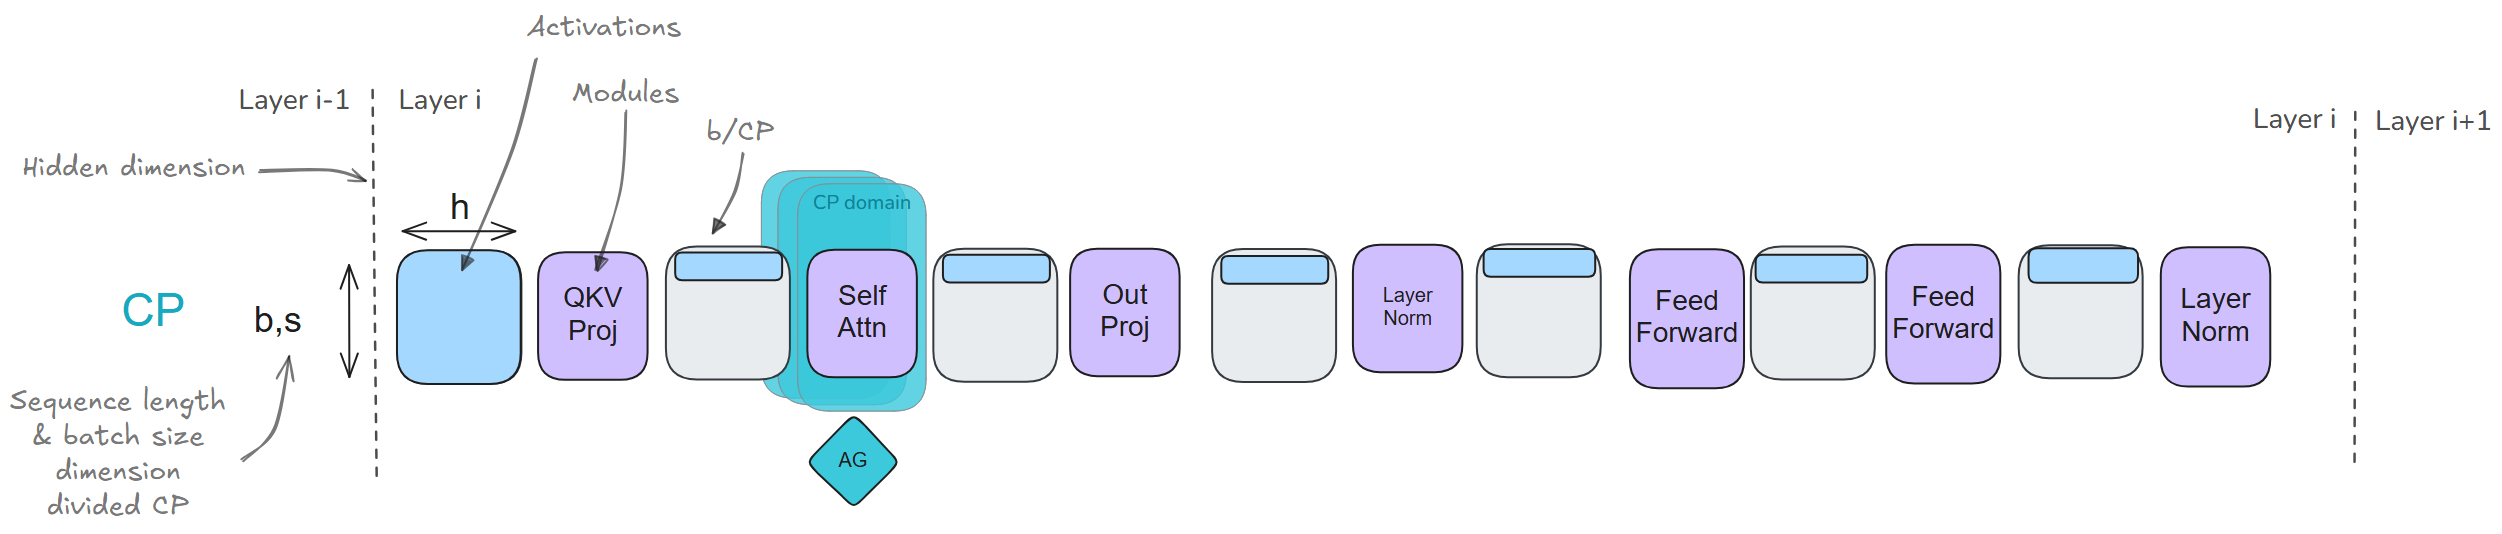 Activations
Modules
b/CP
Layer i-1
Layer i
Hidden dimension
h
CP domain
CP
b,s
QKV
Proj
Self
Attn
Out
Proj
Layer
Norm
Feed
Forward
Feed
Forward
Layer
Norm
Layer i
Layer i+1
Sequence length
& batch size
dimension
divided CP
AG